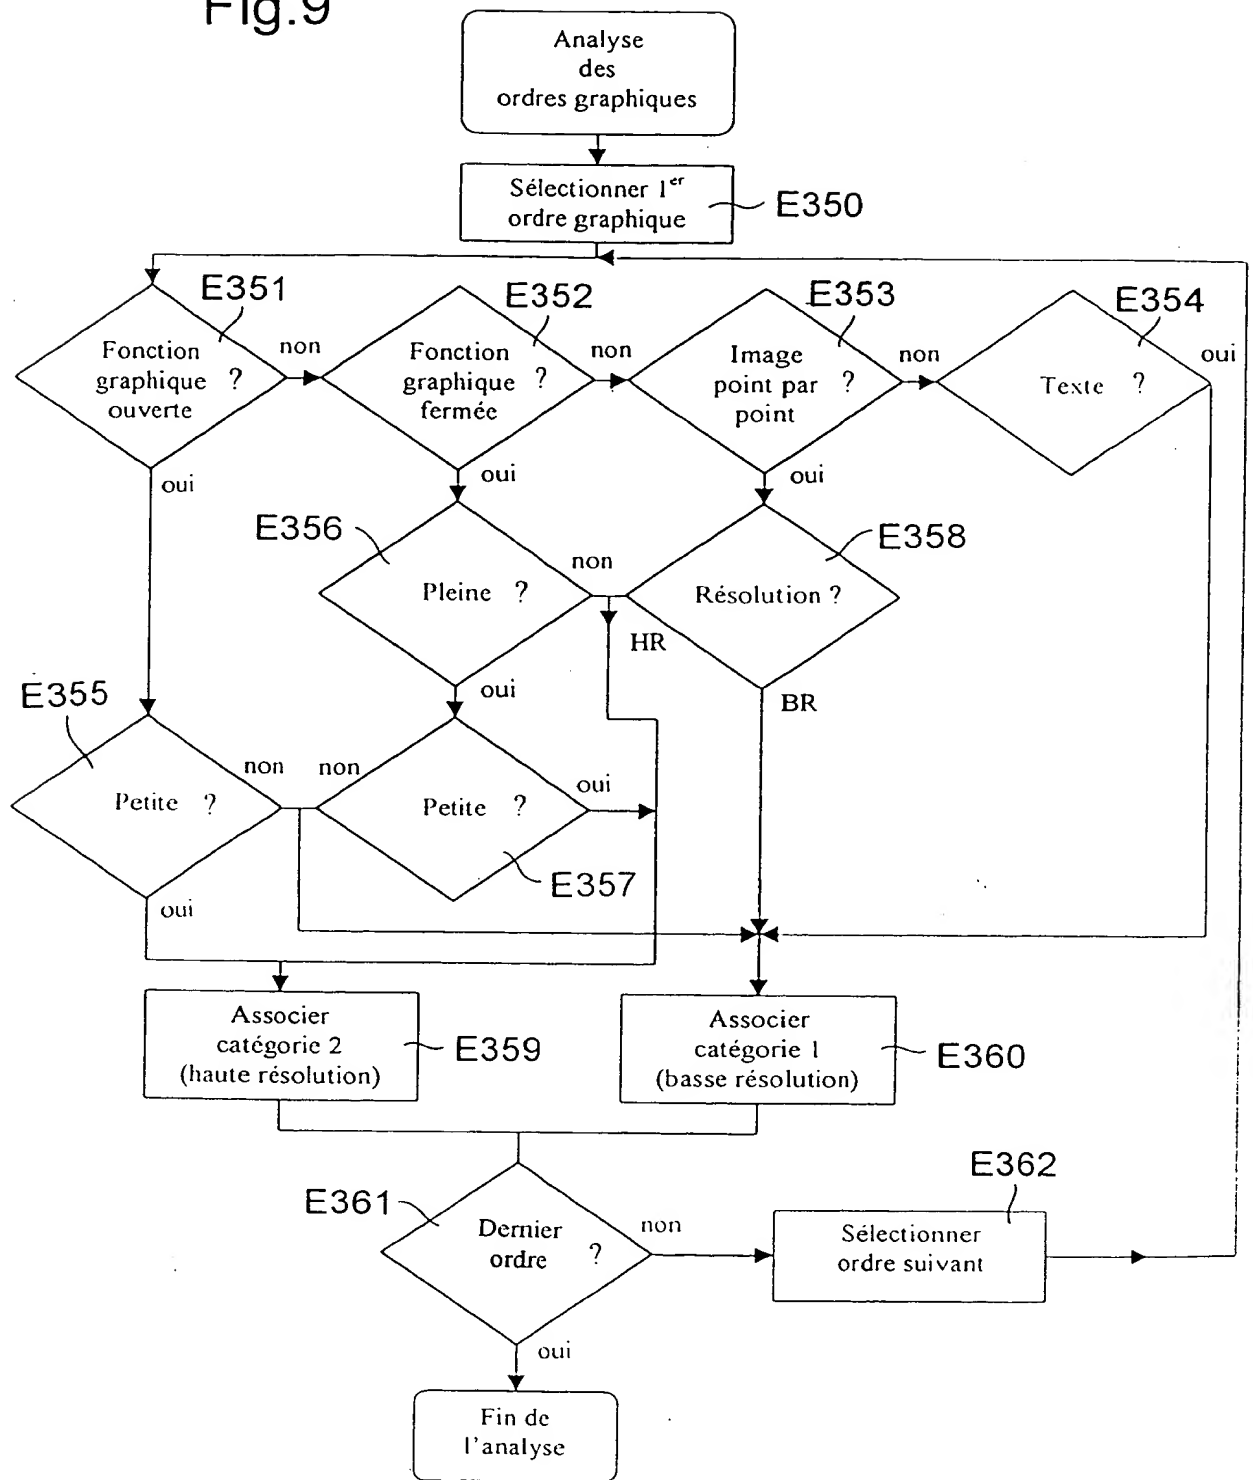 Fig.9
Analyse
des
ordres graphiques
Sélectionner 1er
ordre graphique
E350
E351
Fonction
graphique ?
ouverte
non
oui
E352
Fonction
graphique ?
fermée
non
oui
E353
Image
point par ?
point
non
oui
E354
Texte ?
oui
E356
Pleine ?
non
oui
E358
Résolution ?
HR
BR
E355
Petite ?
non
oui
non
Petite ?
oui
E357
Associer
catégorie 2
(haute résolution)
E359
Associer
catégorie 1
(basse résolution)
E360
E361
Dernier
ordre ?
non
oui
E362
Sélectionner
ordre suivant
Fin de
l'analyse